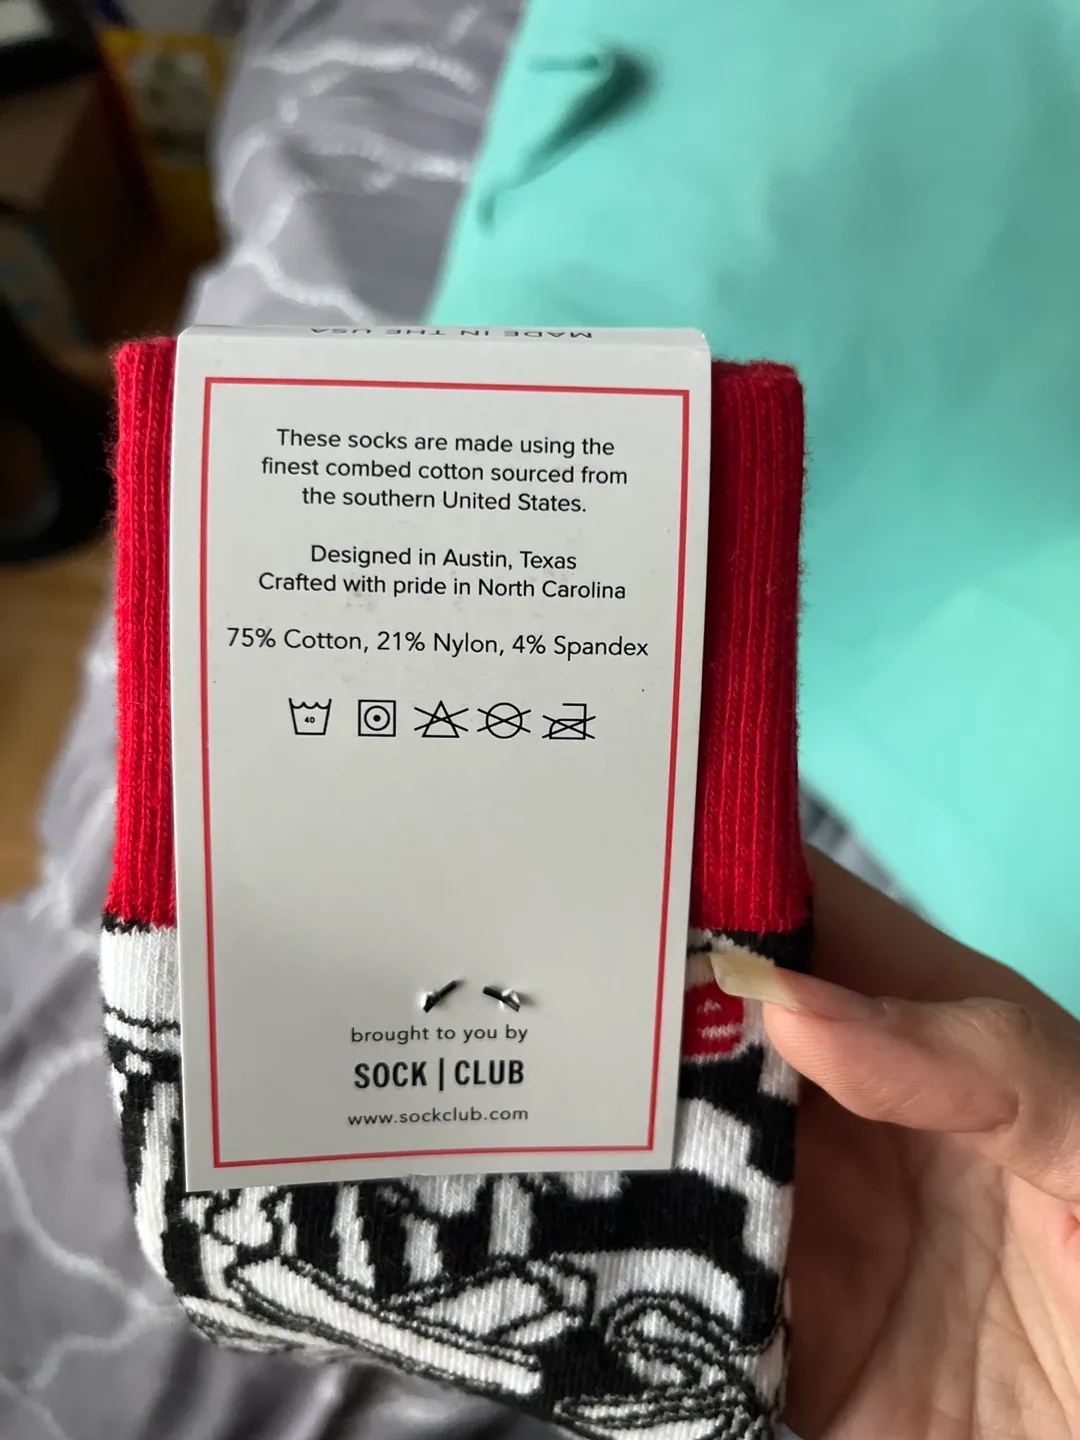 MADE IN THE USA
These socks are made using the
finest combed cotton sourced from
the southern United States.
Designed in Austin, Texas
Crafted with pride in North Carolina
75% Cotton, 21% Nylon, 4% Spandex
40
brought to you by
SOCK | CLUB
www.sockclub.com